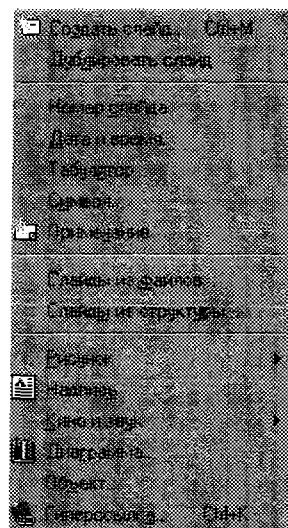 Создать слайд... Ctrl+M
Дублировать слайд
Номер слайда
Дата и время...
Табулятор
Символ...
Примечание
Слайды из файлов...
Слайды из структуры...
Рисунок
Надпись
Кино и звук
Диаграмма...
Объект...
Гиперссылка... Ctrl+K